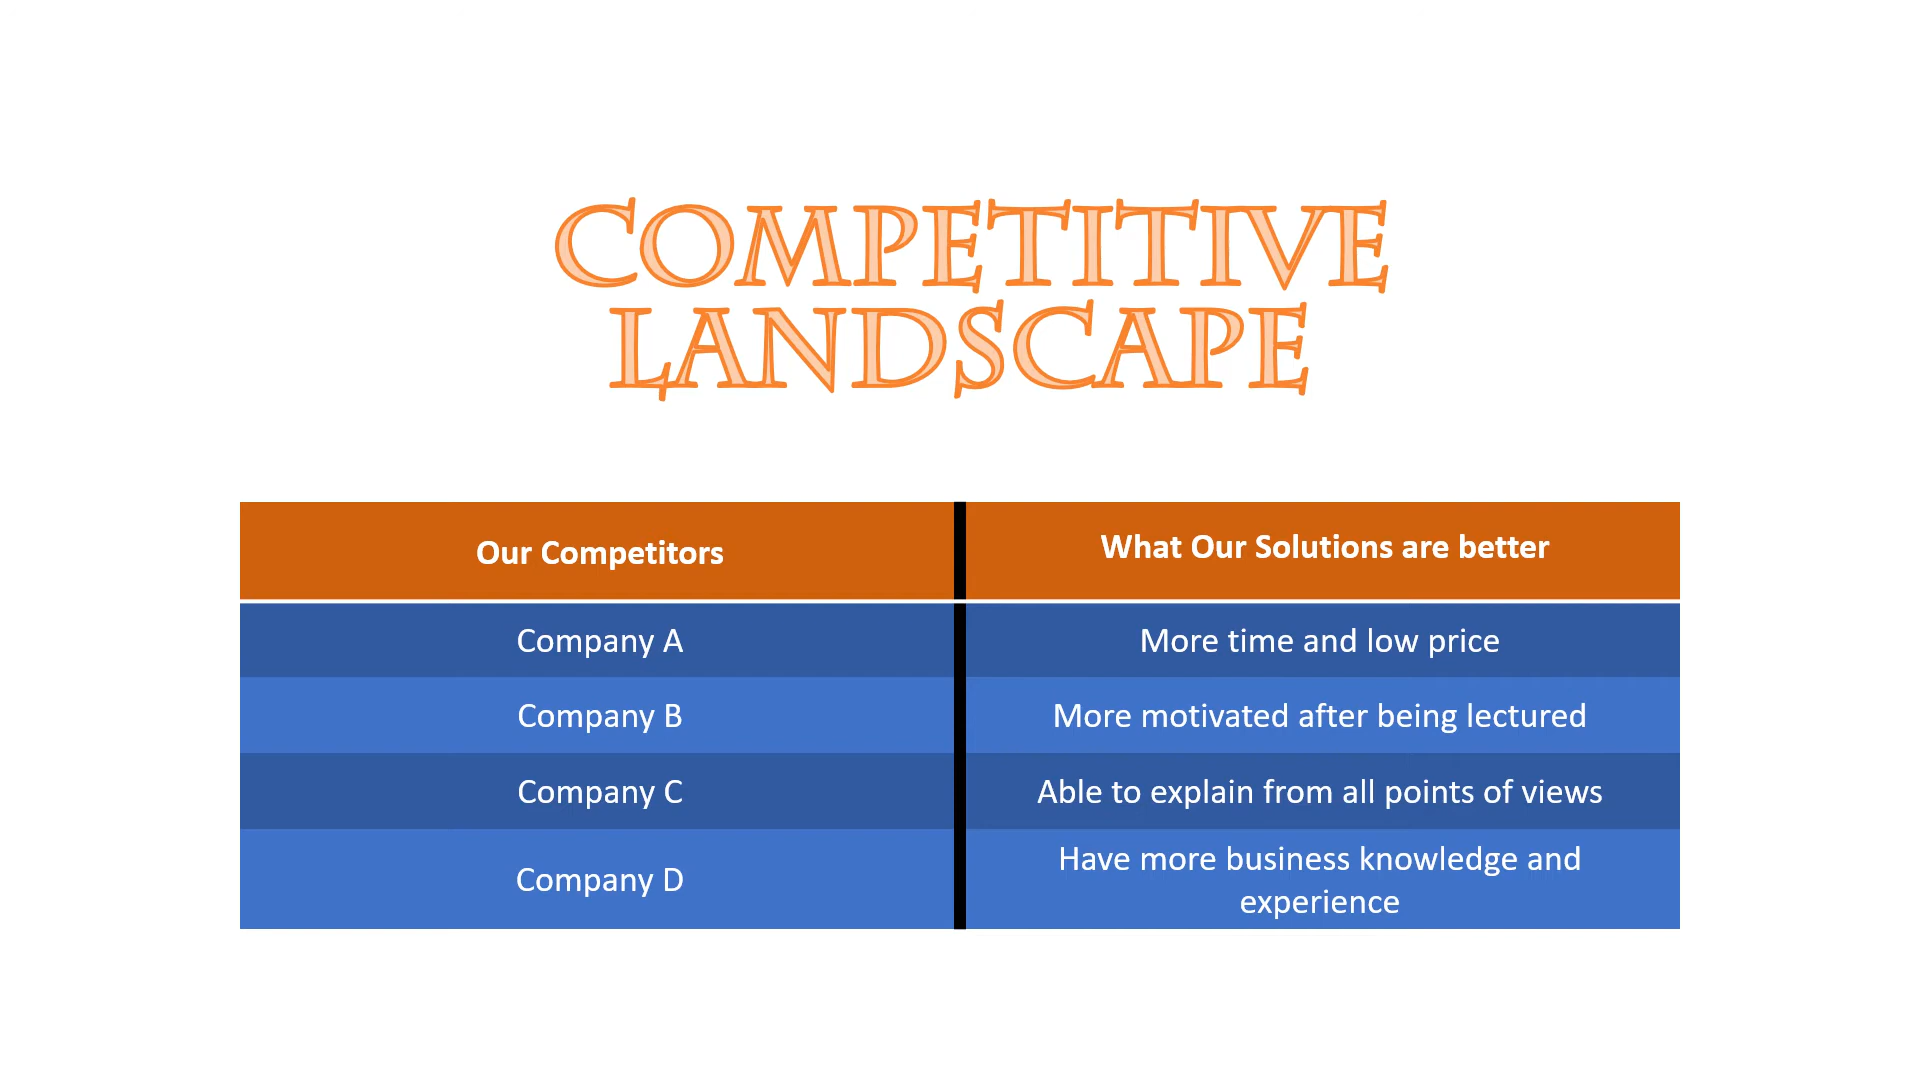 COMPETITIVE
LANDSCAPE
Our Competitors
What Our Solutions are better
Company A
More time and low price
Company B
More motivated after being lectured
Company C
Able to explain from all points of views
Company D
Have more business knowledge and
experience